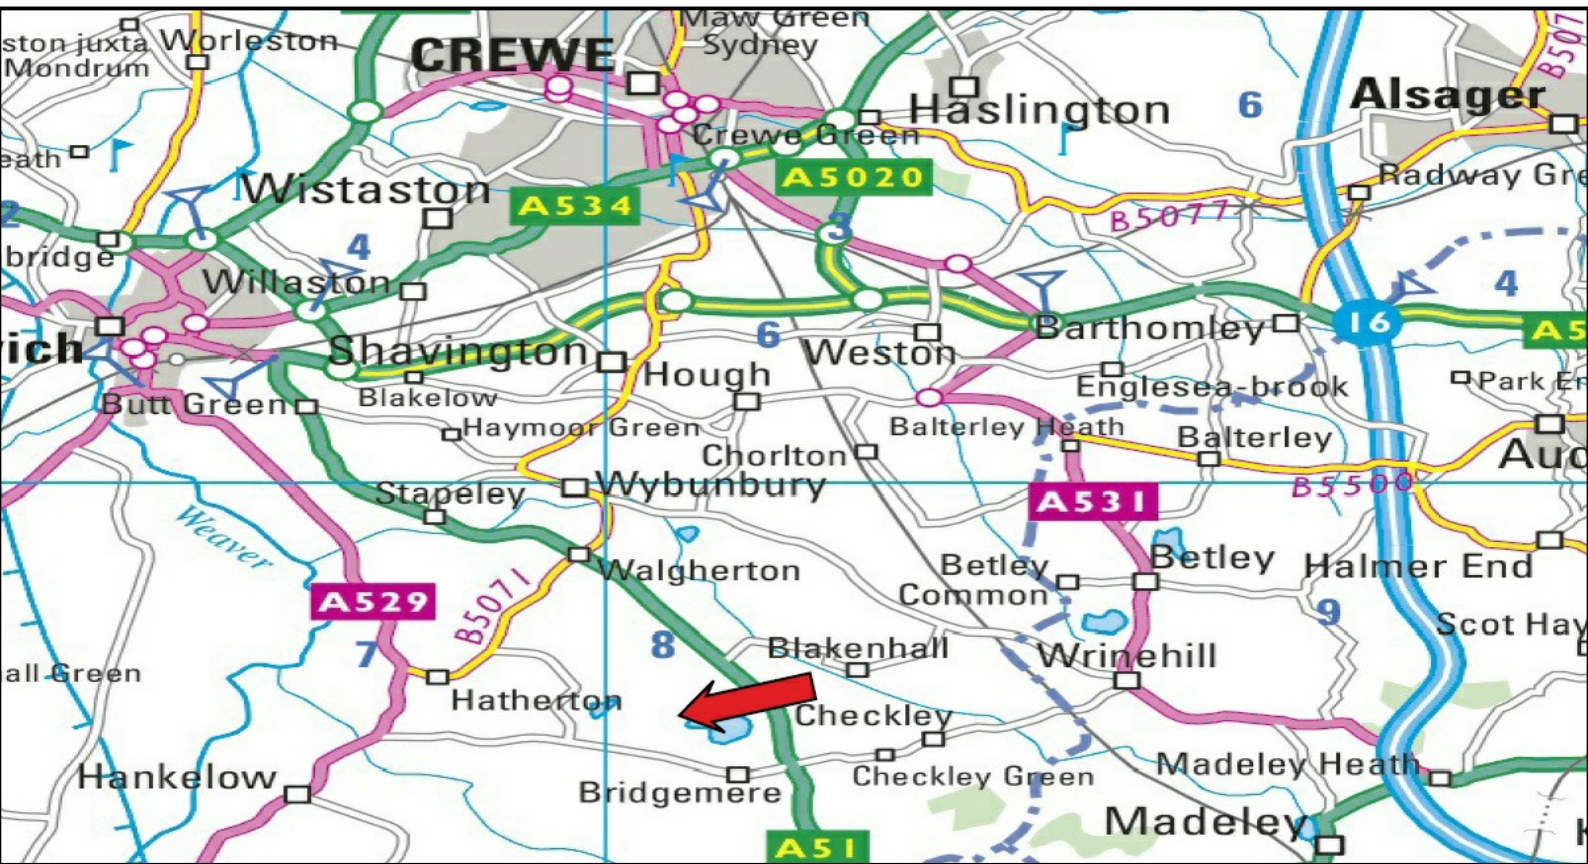 Maw Green
Sydney
ston juxta
Mondrum
Worleston
CREWE
B507
Haslington
6
Alsager
Crewe Green
eath
Wistaston
A534
A5020
Radway Gre
2
B5077
3
4
bridge
Willaston
4
16
Barthomley
A5
ich
Shavington
6
Weston
Hough
Englesea-brook
Park En
Blakelow
Butt Green
Haymoor Green
Balterley Heath
Balterley
Chorlton
Aud
Stapeley
Wybunbury
B5500
A531
Weaver
Walgherton
Betley
Common
Betley
Halmer End
A529
B5071
9
Scot Hay
7
8
Blakenhall
Wrinehill
all Green
Hatherton
Checkley
Hankelow
Bridgemere
Checkley Green
Madeley Heath
Madeley
A51